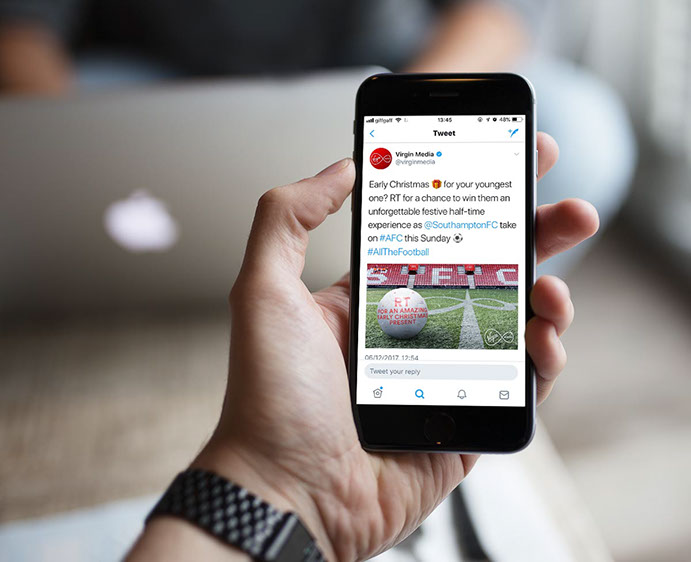 giffgaff 13:45 48%
Tweet
Virgin Media
@virginmedia
Early Christmas 🎁 for your youngest
one? RT for a chance to win them an
unforgettable festive half-time
experience as @SouthamptonFC take
on #AFC this Sunday ⚽
#AllTheFootball
S F C
RT
FOR AN AMAZING
EARLY CHRISTMAS
PRESENT
06/12/2017, 12:54
Tweet your reply